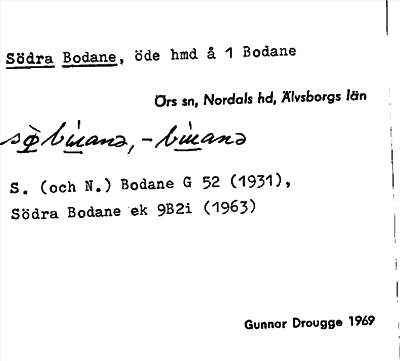 Södra Bodane, öde hmd å 1 Bodane
Örs sn, Nordals hd, Älvsborgs län
S. (och N.) Bodane G 52 (1931),
Södra Bodane ek 9B2i (1963)
Gunnar Drougge 1969